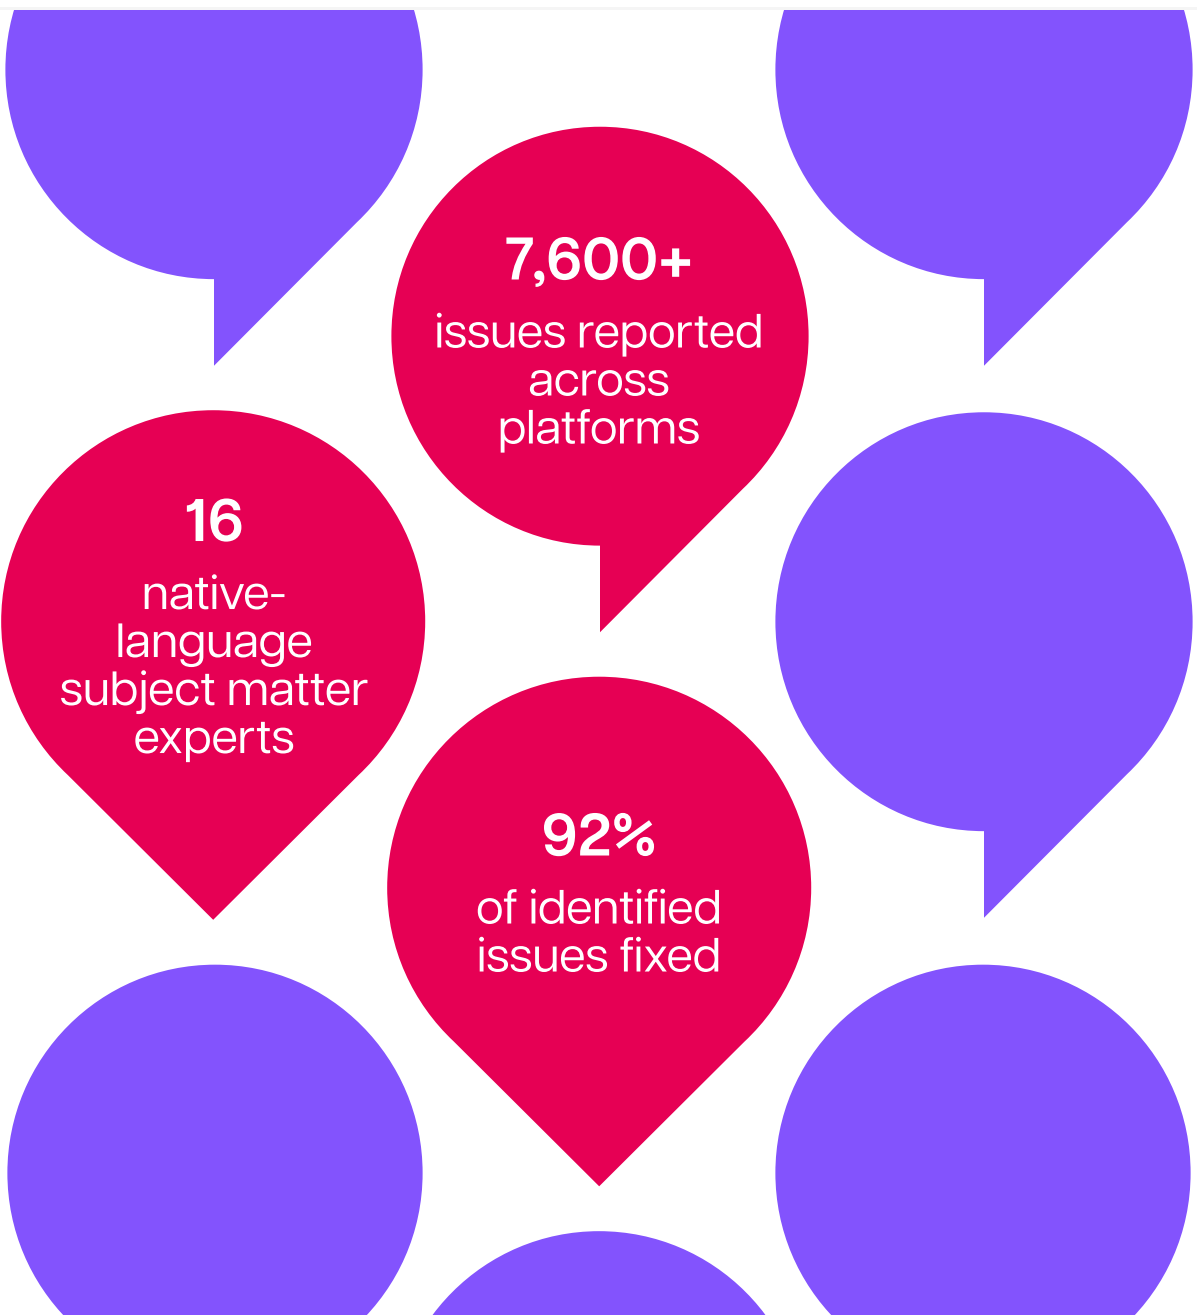 7,600+
issues reported
across
platforms
16
native-
language
subject matter
experts
92%
of identified
issues fixed